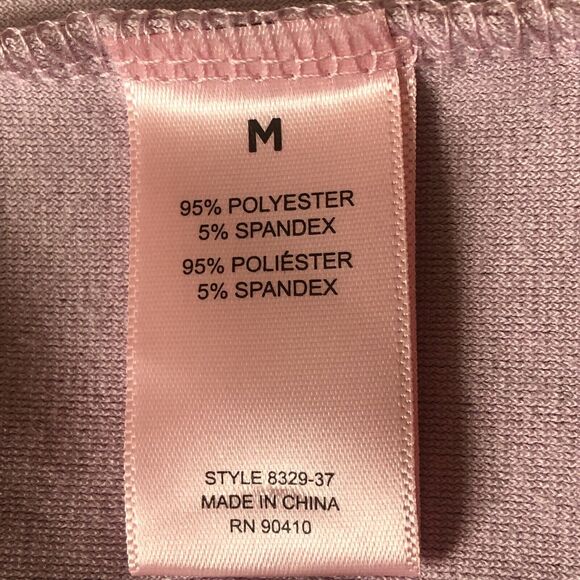 M
95% POLYESTER
5% SPANDEX
95% POLIÉSTER
5% SPANDEX
STYLE 8329-37
MADE IN CHINA
RN 90410